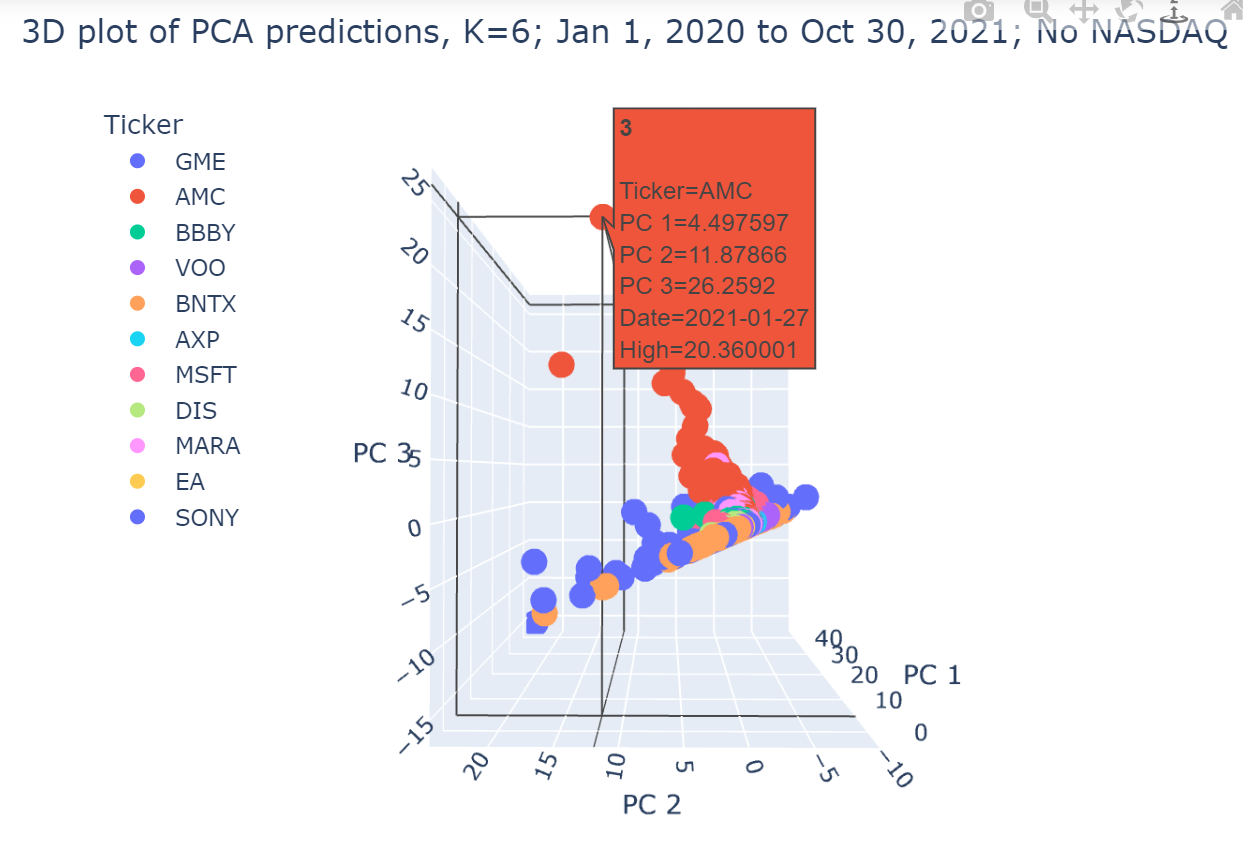 3D plot of PCA predictions, K=6; Jan 1, 2020 to Oct 30, 2021; No NASDAQ
Ticker
GME
AMC
BBBY
VOO
BNTX
AXP
MSFT
DIS
MARA
EA
SONY
3
Ticker=AMC
PC 1=4.497597
PC 2=11.87866
PC 3=26.2592
Date=2021-01-27
High=20.360001
25
20
15
10
5
0
−5
−10
−15
PC 3
20
15
10
5
0
−5
−10
PC 2
40
30
20
10
0
PC 1